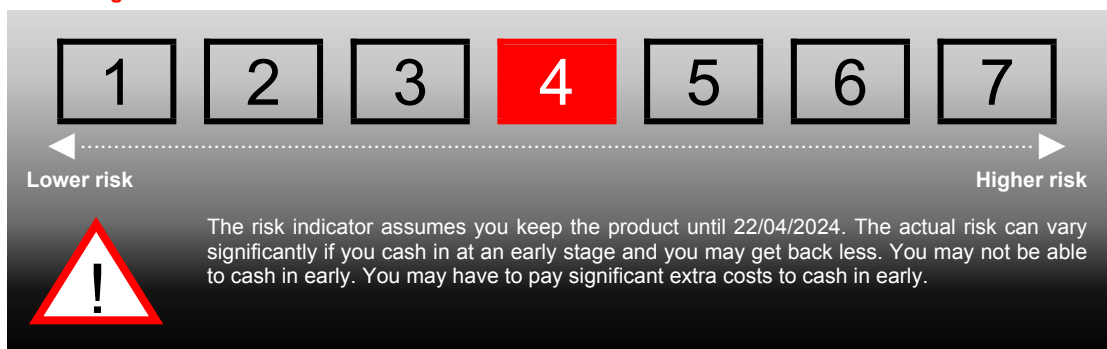 1 2 3 4 5 6 7
Lower risk Higher risk
The risk indicator assumes you keep the product until 22/04/2024. The actual risk can vary
significantly if you cash in at an early stage and you may get back less. You may not be able
to cash in early. You may have to pay significant extra costs to cash in early.
!